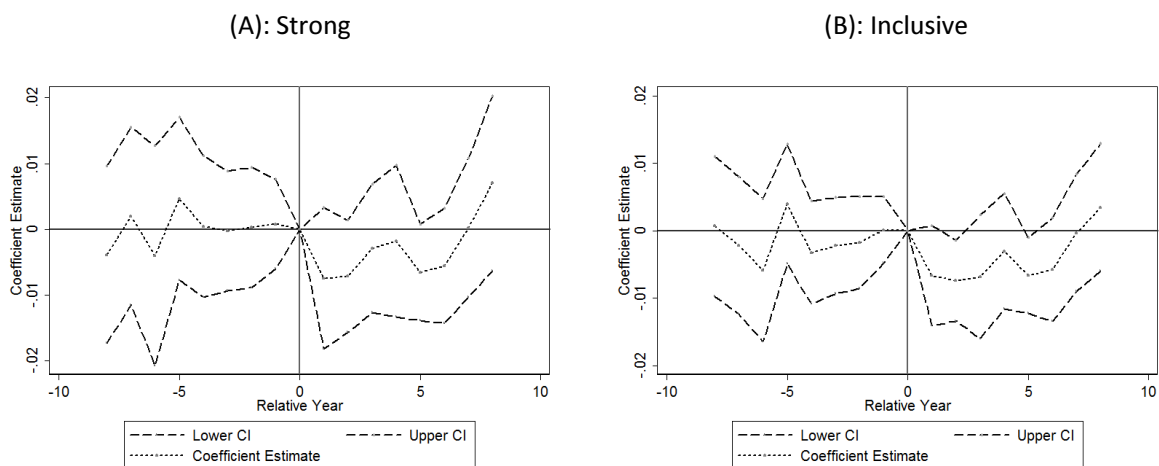 (A): Strong
(B): Inclusive
Coefficient Estimate
.02
.01
0
-.01
-.02
-10
-5
0
5
10
Relative Year
Lower CI
Upper CI
Coefficient Estimate
Coefficient Estimate
.02
.01
0
-.01
-.02
-10
-5
0
5
10
Relative Year
Lower CI
Upper CI
Coefficient Estimate